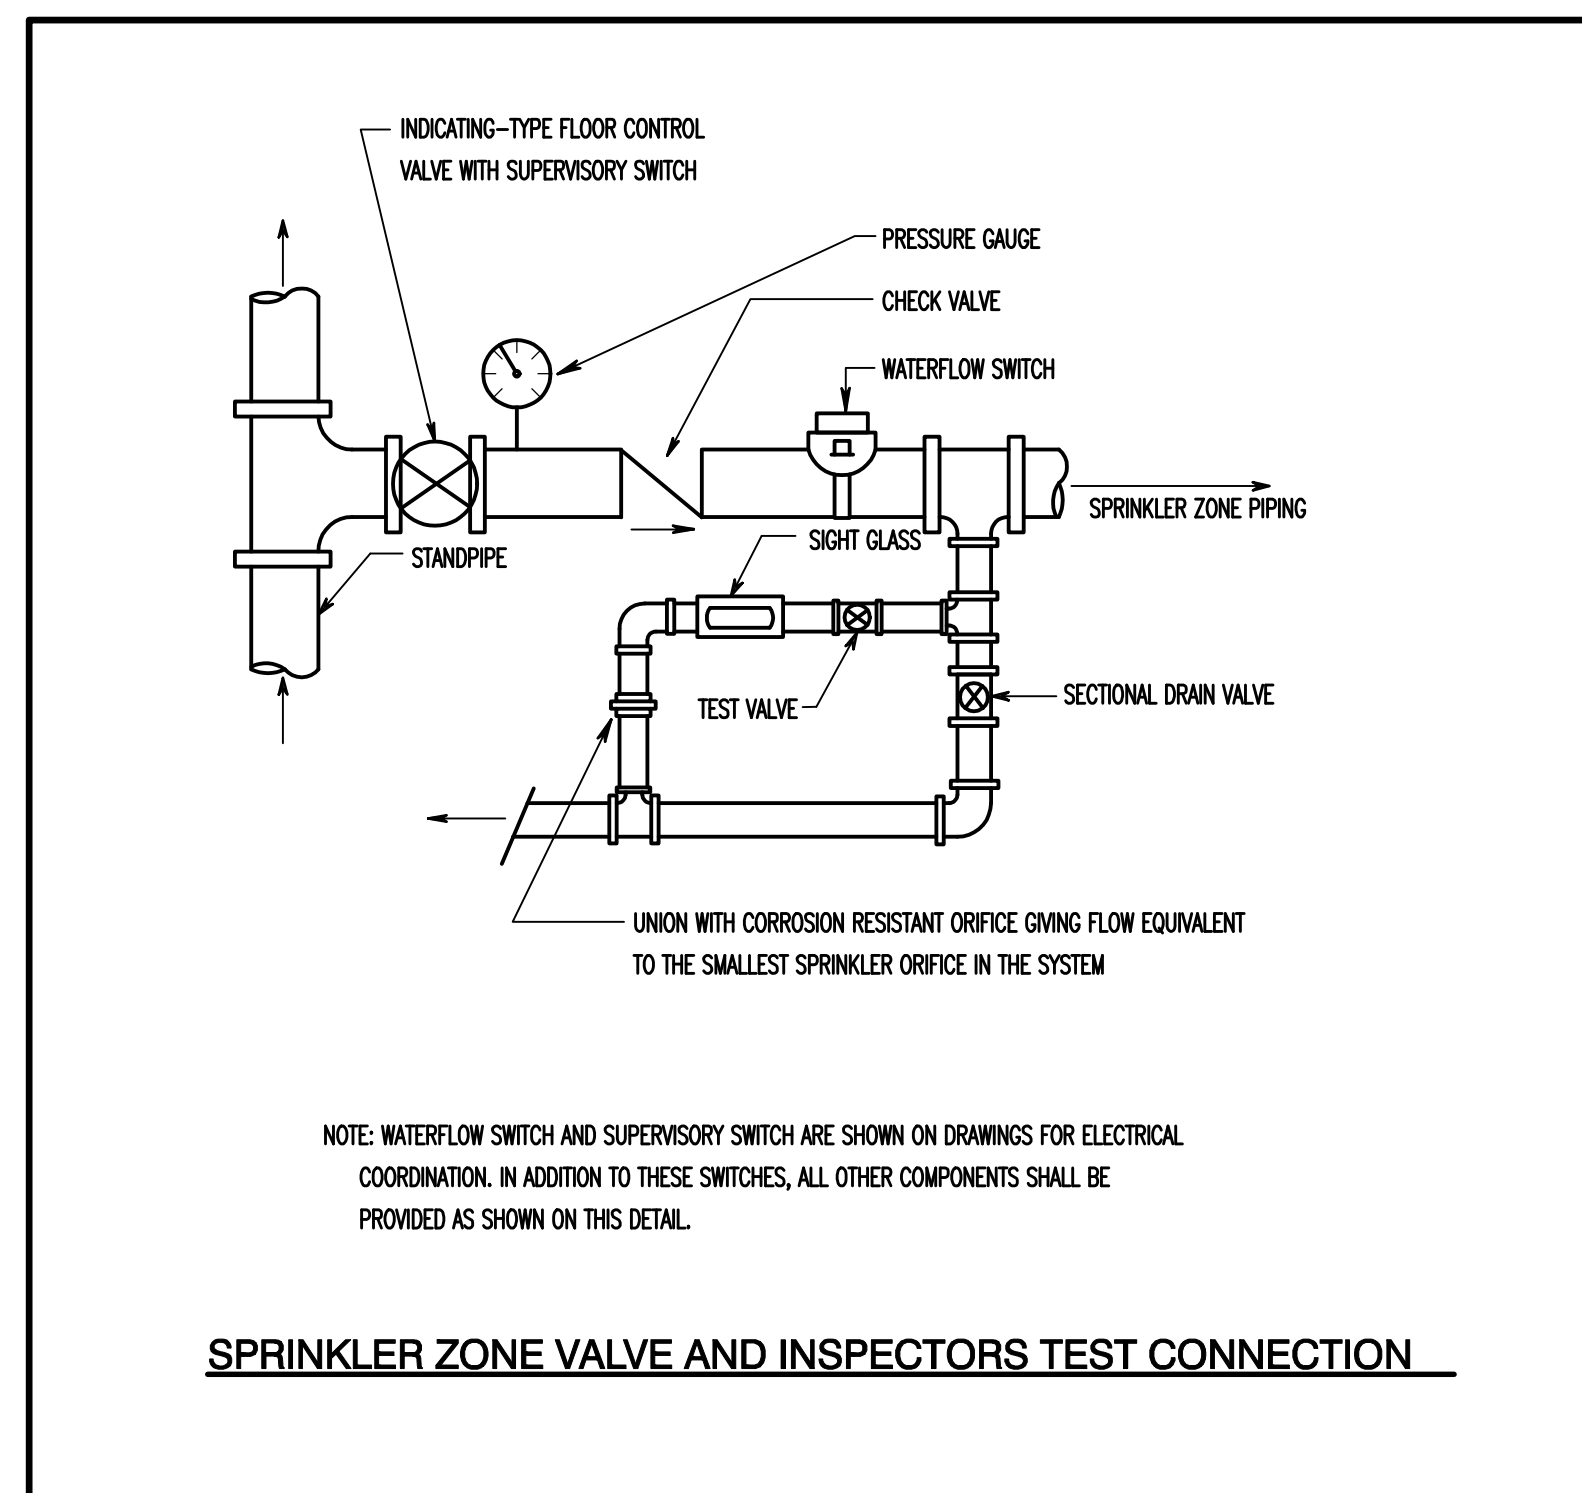 INDICATING-TYPE FLOOR CONTROL
VALVE WITH SUPERVISORY SWITCH
PRESSURE GAUGE
CHECK VALVE
WATERFLOW SWITCH
SPRINKLER ZONE PIPING
SIGHT GLASS
STANDPIPE
TEST VALVE
SECTIONAL DRAIN VALVE
UNION WITH CORROSION RESISTANT ORIFICE GIVING FLOW EQUIVALENT
TO THE SMALLEST SPRINKLER ORIFICE IN THE SYSTEM
NOTE: WATERFLOW SWITCH AND SUPERVISORY SWITCH ARE SHOWN ON DRAWINGS FOR ELECTRICAL
COORDINATION. IN ADDITION TO THESE SWITCHES, ALL OTHER COMPONENTS SHALL BE
PROVIDED AS SHOWN ON THIS DETAIL.
SPRINKLER ZONE VALVE AND INSPECTORS TEST CONNECTION